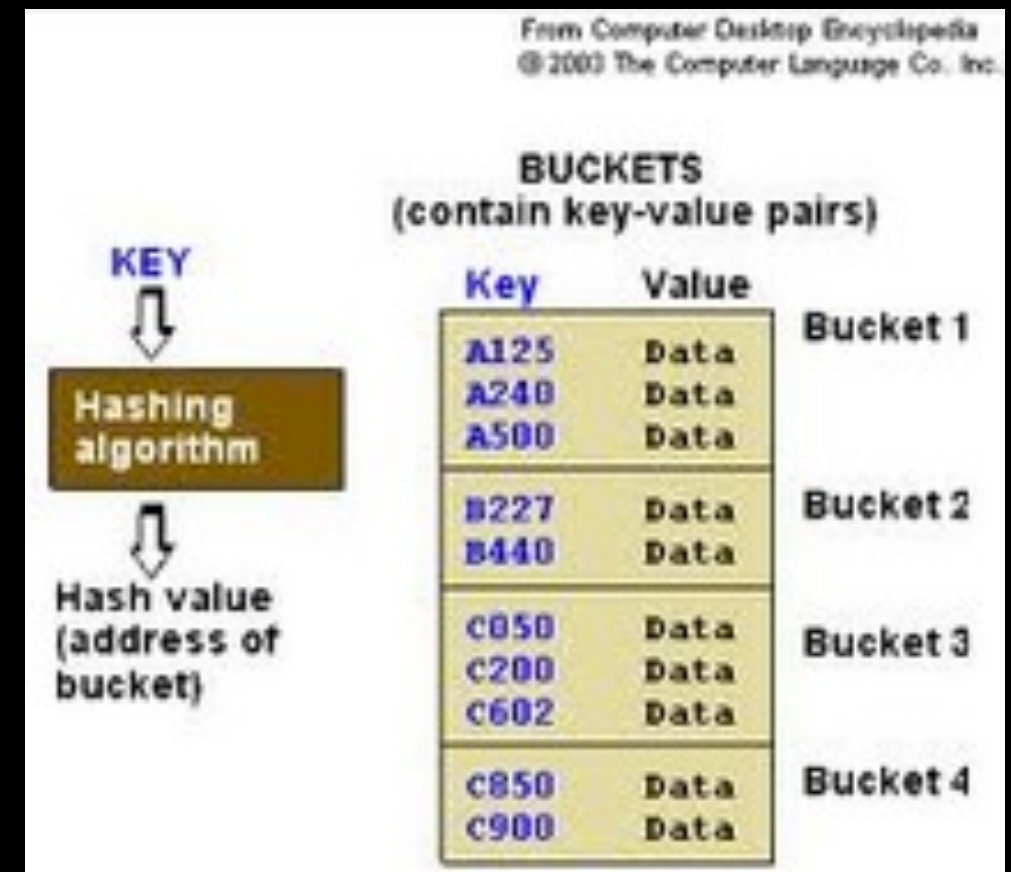 From Computer Desktop Encyclopedia
© 2003 The Computer Language Co. Inc.
BUCKETS
(contain key-value pairs)
KEY
Hashing
algorithm
Hash value
(address of
bucket)
Key Value
A125 Data
A240 Data
A500 Data
Bucket 1
B227 Data
B440 Data
Bucket 2
C050 Data
C200 Data
C602 Data
Bucket 3
C850 Data
C900 Data
Bucket 4